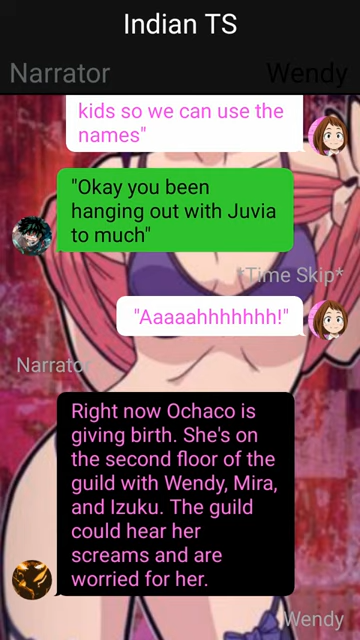 Indian TS
Narrator
Wendy
kids so we can use the
names"
"Okay you been
hanging out with Juvia
to much"
*Time Skip*
"Aaaaahhhhhhh!"
Narrator
Right now Ochaco is
giving birth. She's on
the second floor of the
guild with Wendy, Mira,
and Izuku. The guild
could hear her
screams and are
worried for her.
Wendy